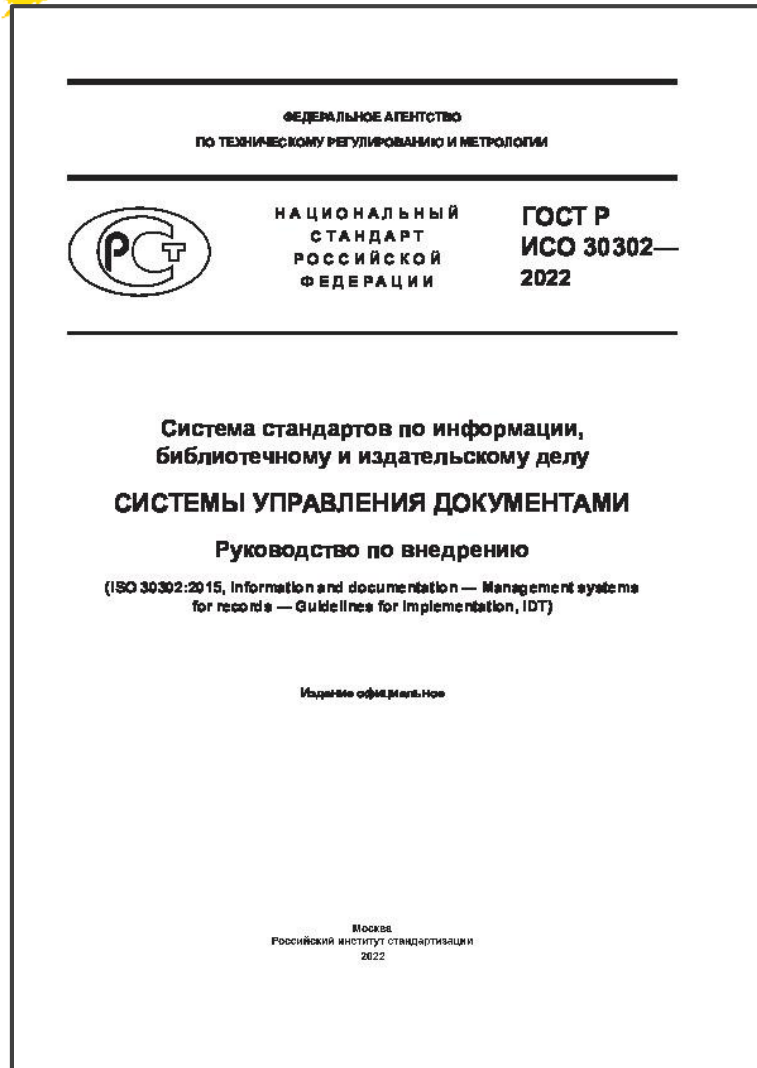 ФЕДЕРАЛЬНОЕ АГЕНТСТВО
ПО ТЕХНИЧЕСКОМУ РЕГУЛИРОВАНИЮ И МЕТРОЛОГИИ
РСТ
НАЦИОНАЛЬНЫЙ
СТАНДАРТ
РОССИЙСКОЙ
ФЕДЕРАЦИИ
ГОСТ Р
ИСО 30302—
2022
Система стандартов по информации,
библиотечному и издательскому делу
СИСТЕМЫ УПРАВЛЕНИЯ ДОКУМЕНТАМИ
Руководство по внедрению
(ISO 30302:2015, Information and documentation — Management systems
for records — Guidelines for implementation, IDT)
Издание официальное
Москва
Российский институт стандартизации
2022